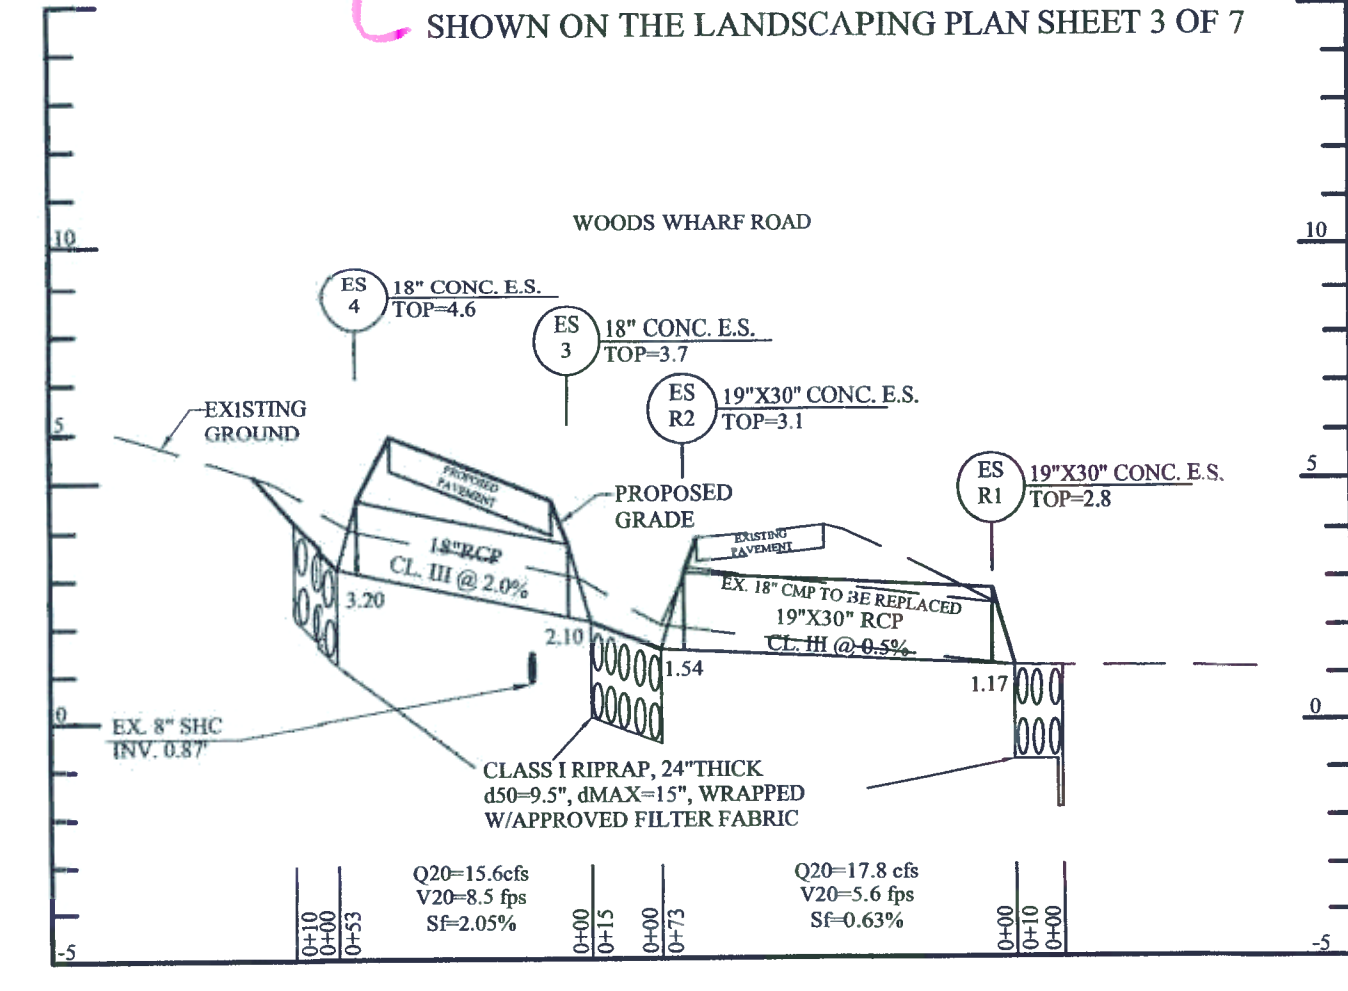 SHOWN ON THE LANDSCAPING PLAN SHEET 3 OF 7
WOODS WHARF ROAD
10
10
ES
4
18" CONC. E.S.
TOP=4.6
ES
3
18" CONC. E.S.
TOP=3.7
ES
R2
19"X30" CONC. E.S.
TOP=3.1
ES
R1
19"X30" CONC. E.S.
TOP=2.8
EXISTING
GROUND
5
5
PROPOSED
PAVEMENT
PROPOSED
GRADE
EXISTING
PAVEMENT
18"RCP
CL. III @ 2.0%
EX. 18" CMP TO BE REPLACED
19"X30" RCP
CL. III @ 0.5%
3.20
2.10
1.54
1.17
0
0
EX. 8" SHC
INV. 0.87'
CLASS I RIPRAP, 24"THICK
d50=9.5", dMAX=15", WRAPPED
W/APPROVED FILTER FABRIC
Q20=15.6cfs
V20=8.5 fps
Sf=2.05%
Q20=17.8 cfs
V20=5.6 fps
Sf=0.63%
0+10
0+00
0+53
0+00
0+15
0+00
0+73
0+00
0+10
0+00
-5
-5